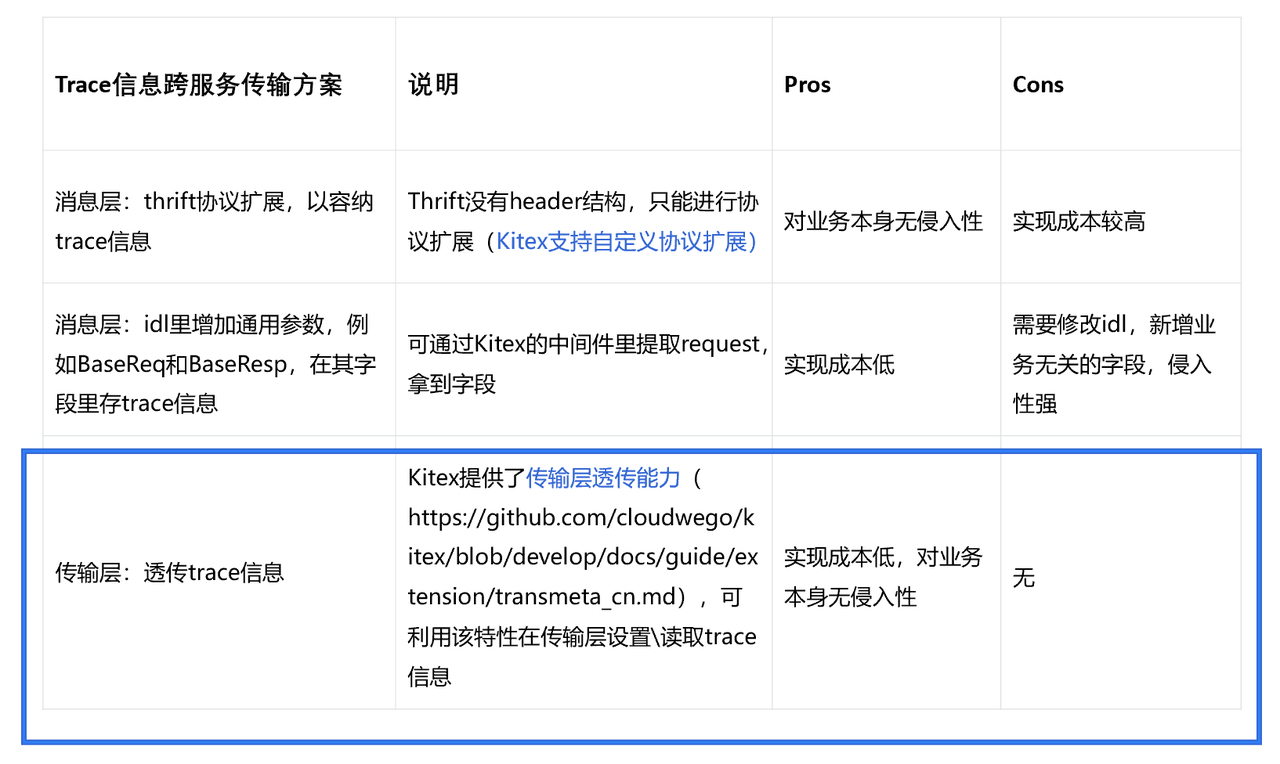 Trace信息跨服务传输方案
说明
Pros
Cons
消息层：thrift协议扩展，以容纳
trace信息
Thrift没有header结构，只能进行协
议扩展（Kitex支持自定义协议扩展）
对业务本身无侵入性
实现成本较高
消息层：idl里增加通用参数，例
如BaseReq和BaseResp，在其字
段里存trace信息
可通过Kitex的中间件里提取request，
拿到字段
实现成本低
需要修改idl，新增业
务无关的字段，侵入
性强
传输层：透传trace信息
Kitex提供了传输层透传能力（
https://github.com/cloudwego/k
itex/blob/develop/docs/guide/ex
tension/transmeta_cn.md），可
利用该特性在传输层设置\读取trace
信息
实现成本低，对业务
本身无侵入性
无